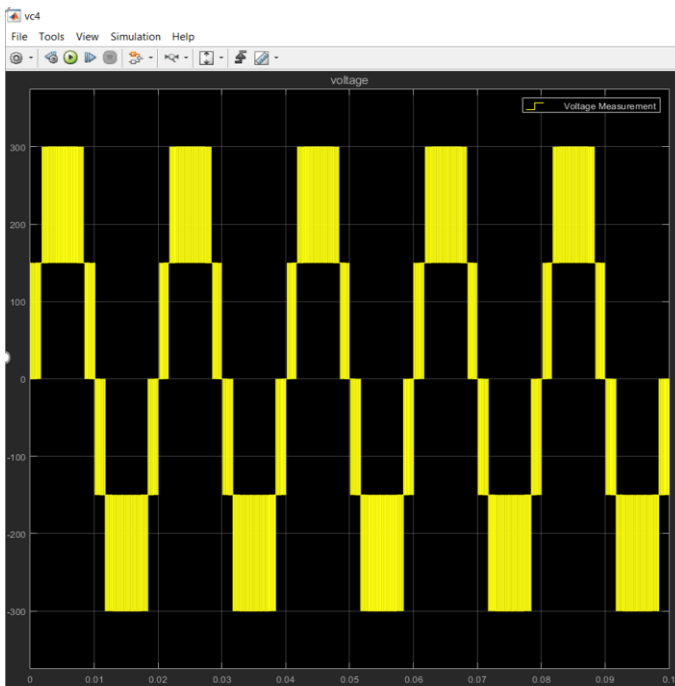 vc4
File Tools View Simulation Help
voltage
Voltage Measurement
300
200
100
0
-100
-200
-300
0 0.01 0.02 0.03 0.04 0.05 0.06 0.07 0.08 0.09 0.1